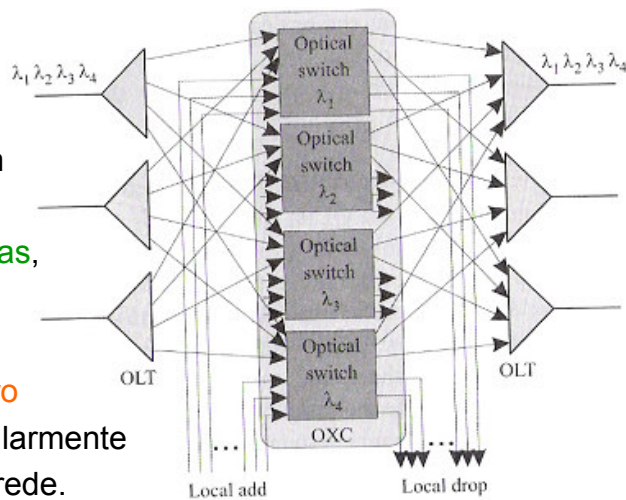 λ₁ λ₂ λ₃ λ₄
Optical
switch
λ₁
Optical
switch
λ₂
Optical
switch
λ₃
Optical
switch
λ₄
OXC
λ₁ λ₂ λ₃ λ₄
OLT
OLT
...
...
Local add
Local drop
as,
o
larmente
rede.